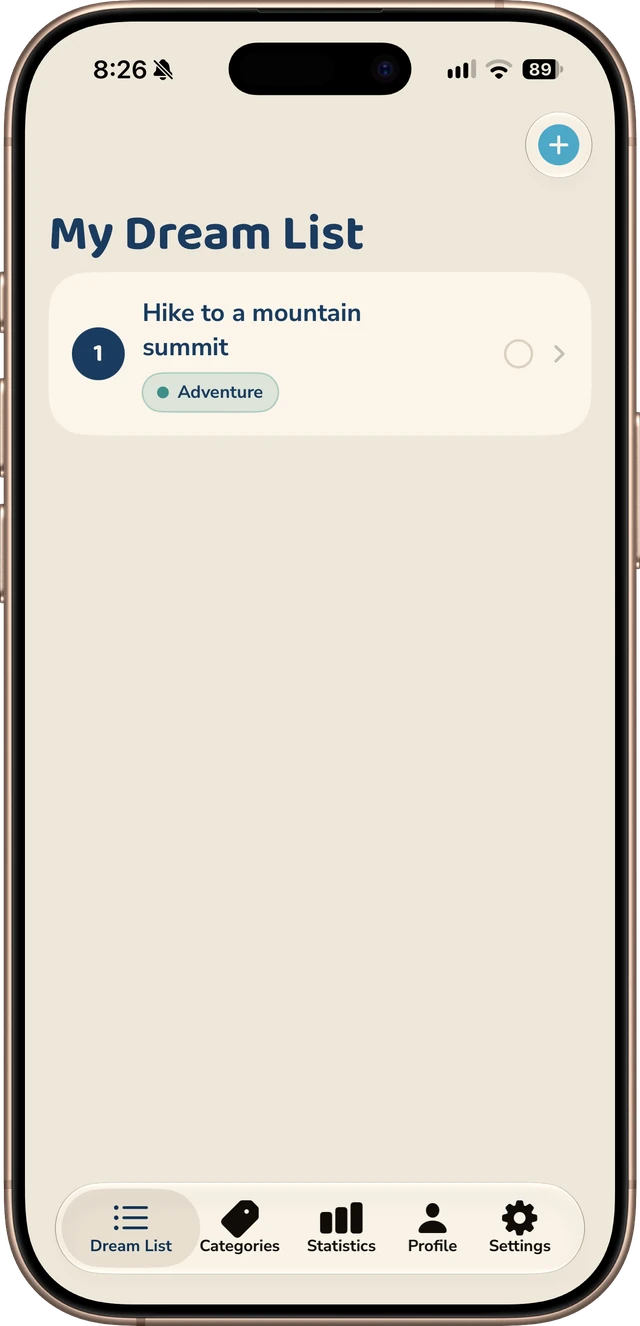 8:26
89
My Dream List
1
Hike to a mountain
summit
Adventure
Dream List
Categories
Statistics
Profile
Settings